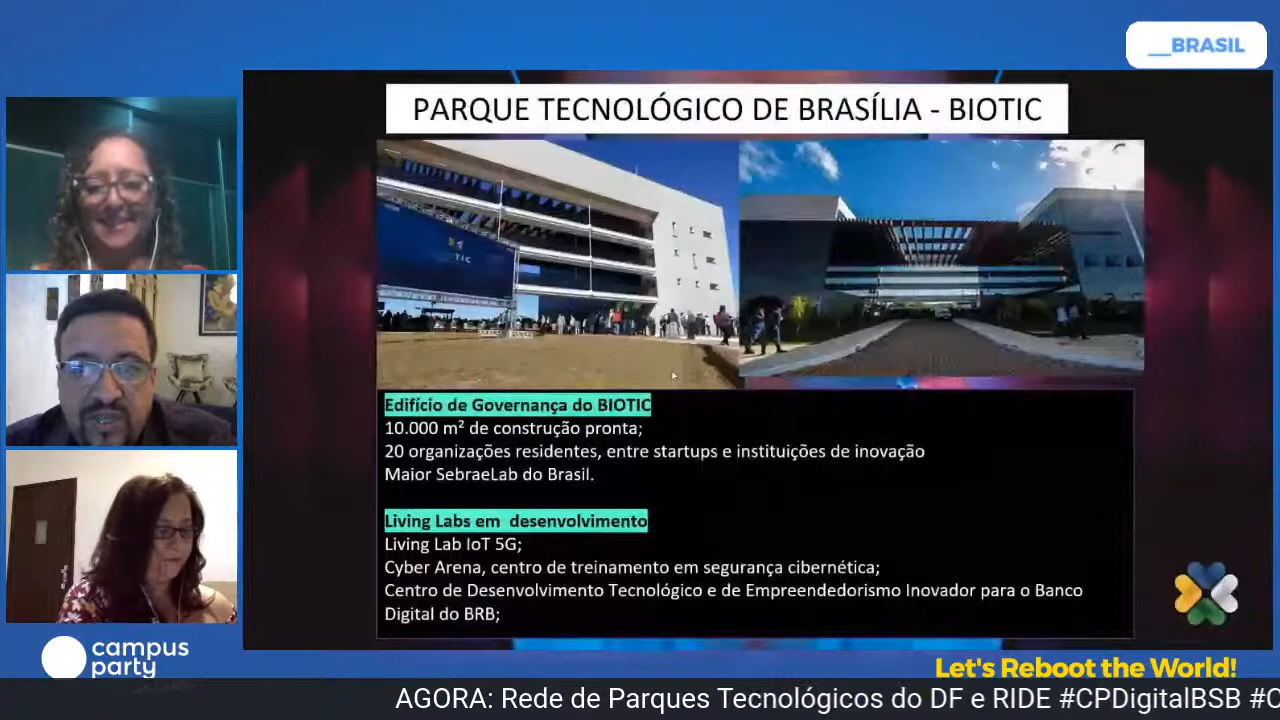 __BRASIL
PARQUE TECNOLÓGICO DE BRASÍLIA - BIOTIC
Edifício de Governança do BIOTIC
10.000 m² de construção pronta;
20 organizações residentes, entre startups e instituições de inovação
Maior SebraeLab do Brasil.
Living Labs em desenvolvimento
Living Lab IoT 5G;
Cyber Arena, centro de treinamento em segurança cibernética;
Centro de Desenvolvimento Tecnológico e de Empreendedorismo Inovador para o Banco
Digital do BRB;
campus
party
Let's Reboot the World!
AGORA: Rede de Parques Tecnológicos do DF e RIDE #CPDigitalBSB #C